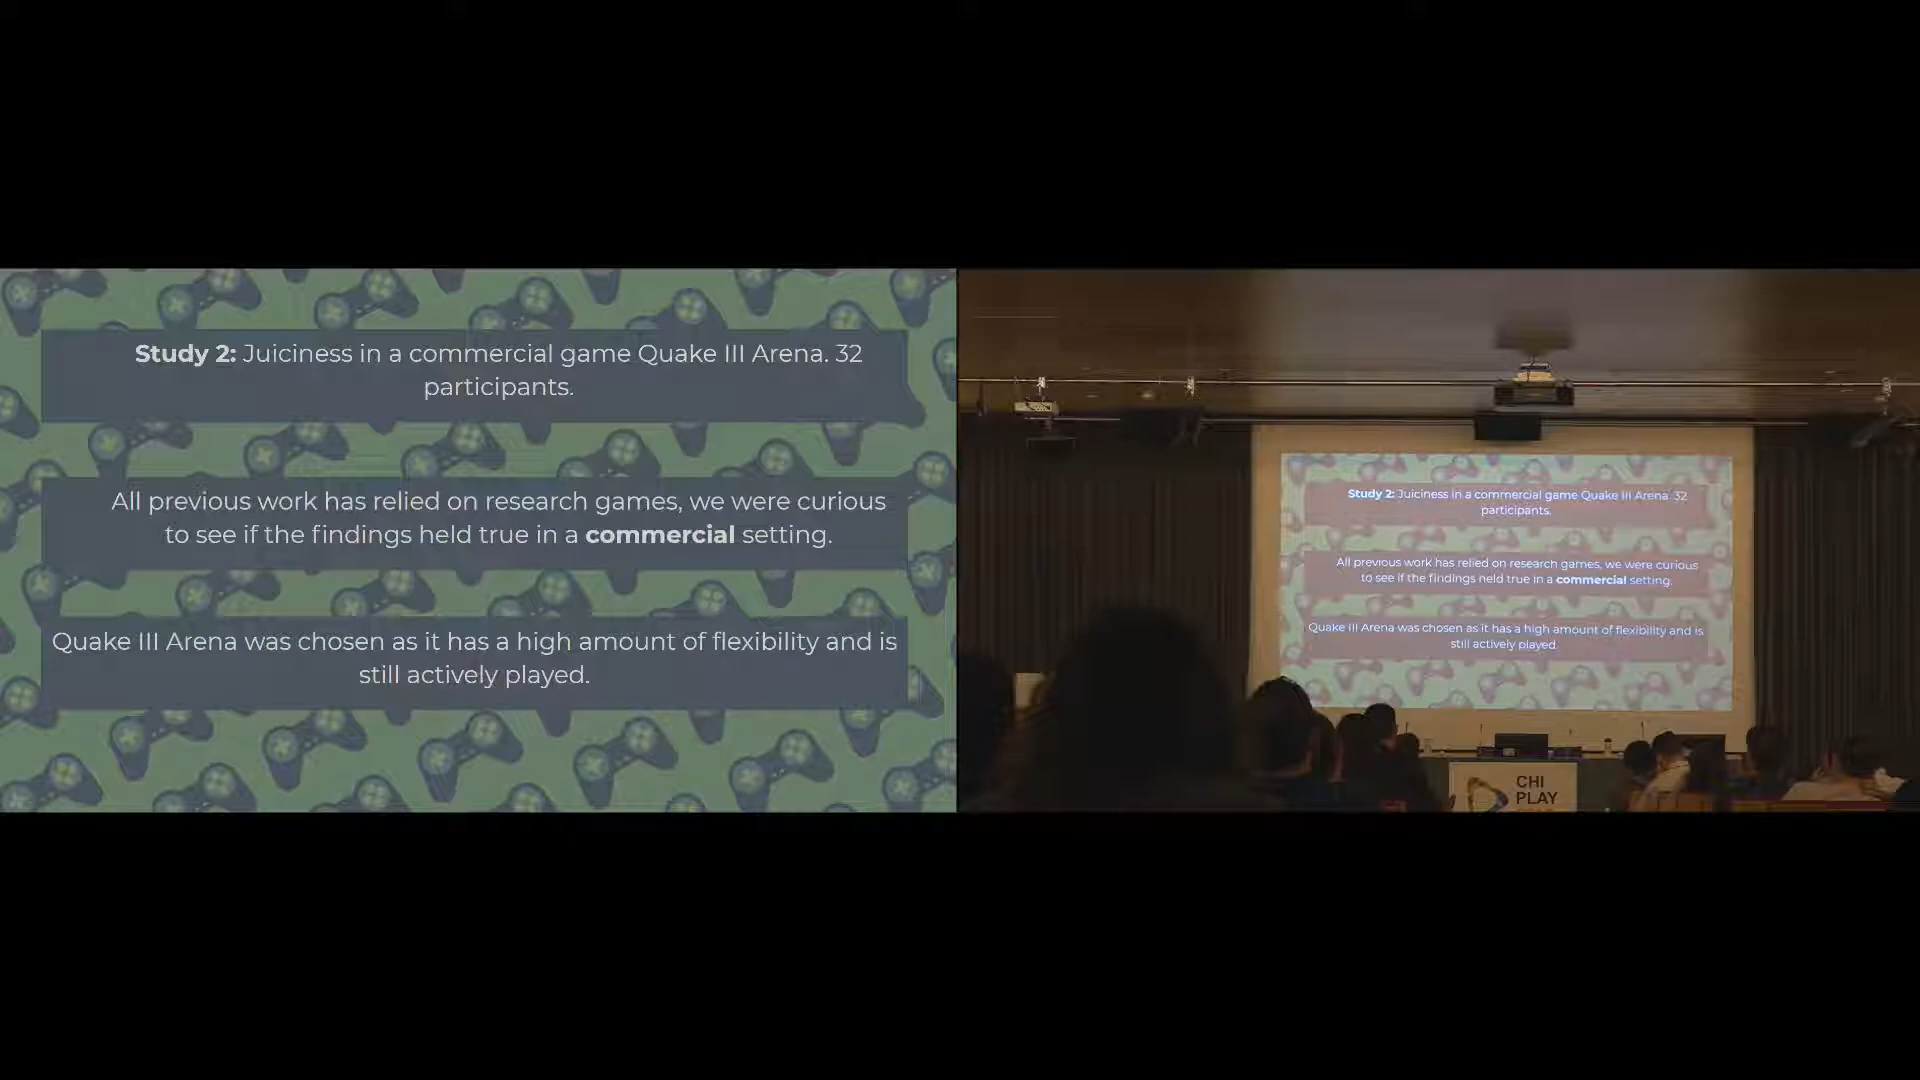 Study 2: Juiciness in a commercial game Quake III Arena. 32
participants.
All previous work has relied on research games, we were curious
to see if the findings held true in a commercial setting.
Quake III Arena was chosen as it has a high amount of flexibility and is
still actively played.
Study 2: Juiciness in a commercial game Quake III Arena. 32
participants.
All previous work has relied on research games, we were curious
to see if the findings held true in a commercial setting.
Quake III Arena was chosen as it has a high amount of flexibility and is
still actively played.
CHI
PLAY